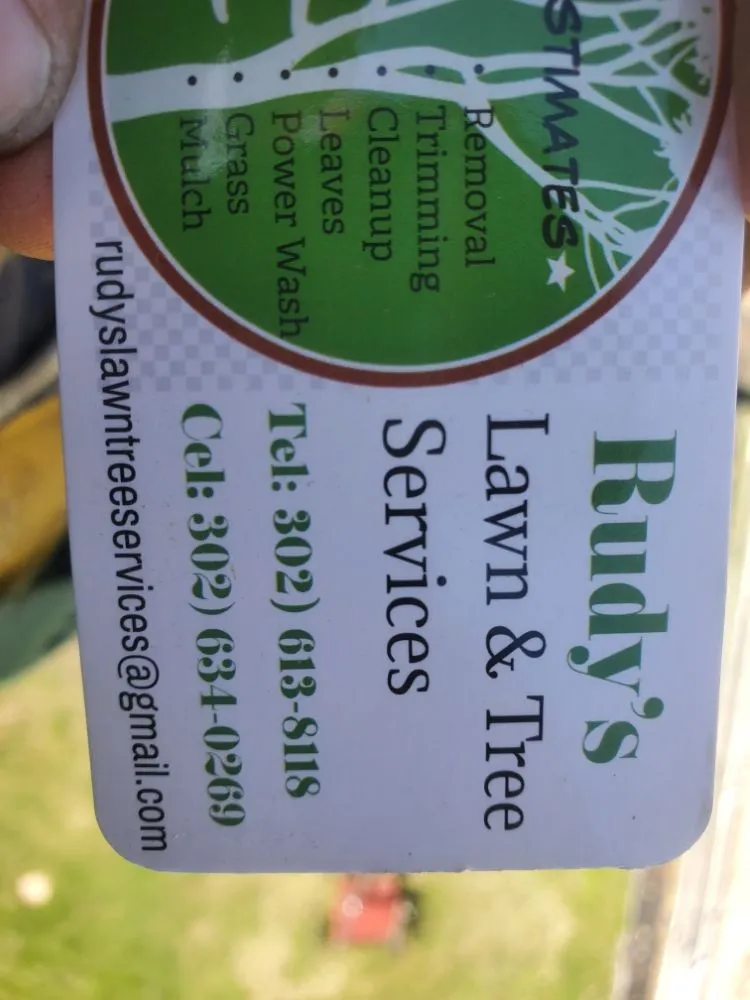 STIMATES
• Removal
• Trimming
• Cleanup
• Leaves
• Power Wash
• Grass
• Mulch
Rudy's
Lawn & Tree
Services
Tel: 302) 613-8118
Cel: 302) 634-0269
rudyslawntreeservices@gmail.com